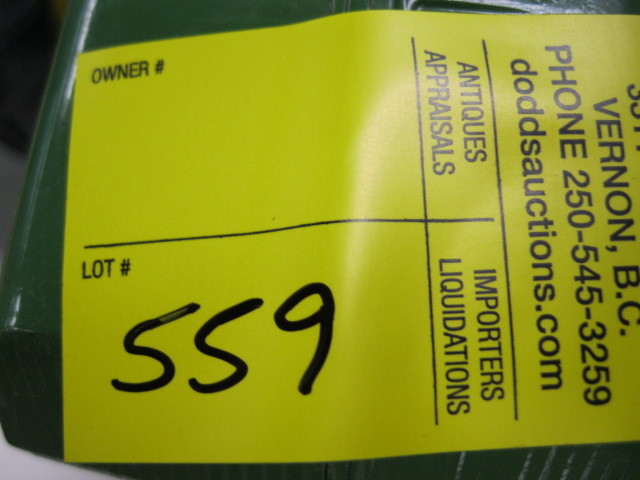 OWNER #
LOT #
559
ANTIQUES
APPRAISALS
IMPORTERS
LIQUIDATIONS
VERNON, B.C.
PHONE 250-545-3259
doddsauctions.com